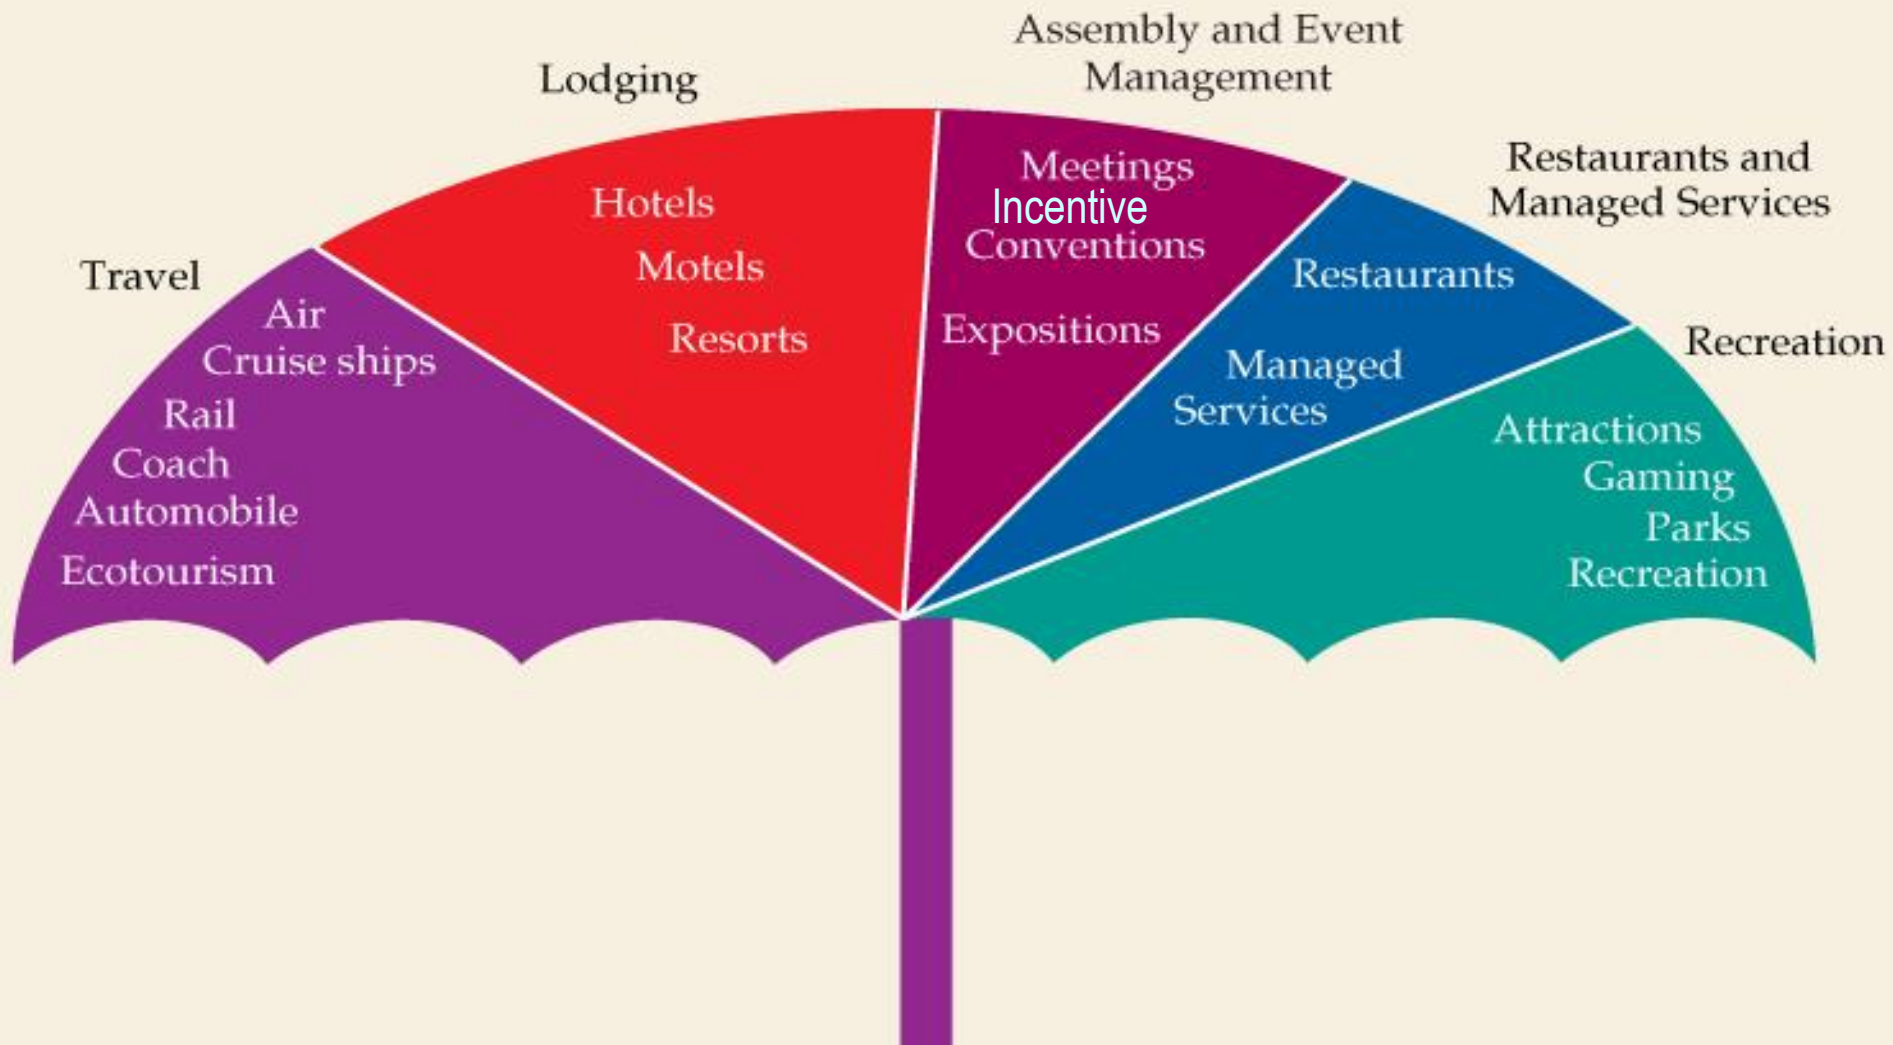 Travel
Air
Cruise ships
Rail
Coach
Automobile
Ecotourism
Lodging
Hotels
Motels
Resorts
Assembly and Event
Management
Meetings
Incentive
Conventions
Expositions
Restaurants and
Managed Services
Restaurants
Managed
Services
Recreation
Attractions
Gaming
Parks
Recreation